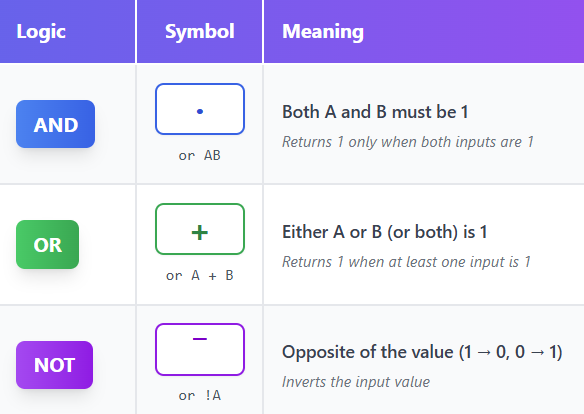 Logic Symbol Meaning
AND · Both A and B must be 1
or AB Returns 1 only when both inputs are 1
OR + Either A or B (or both) is 1
or A + B Returns 1 when at least one input is 1
NOT ‾ Opposite of the value (1 → 0, 0 → 1)
or !A Inverts the input value